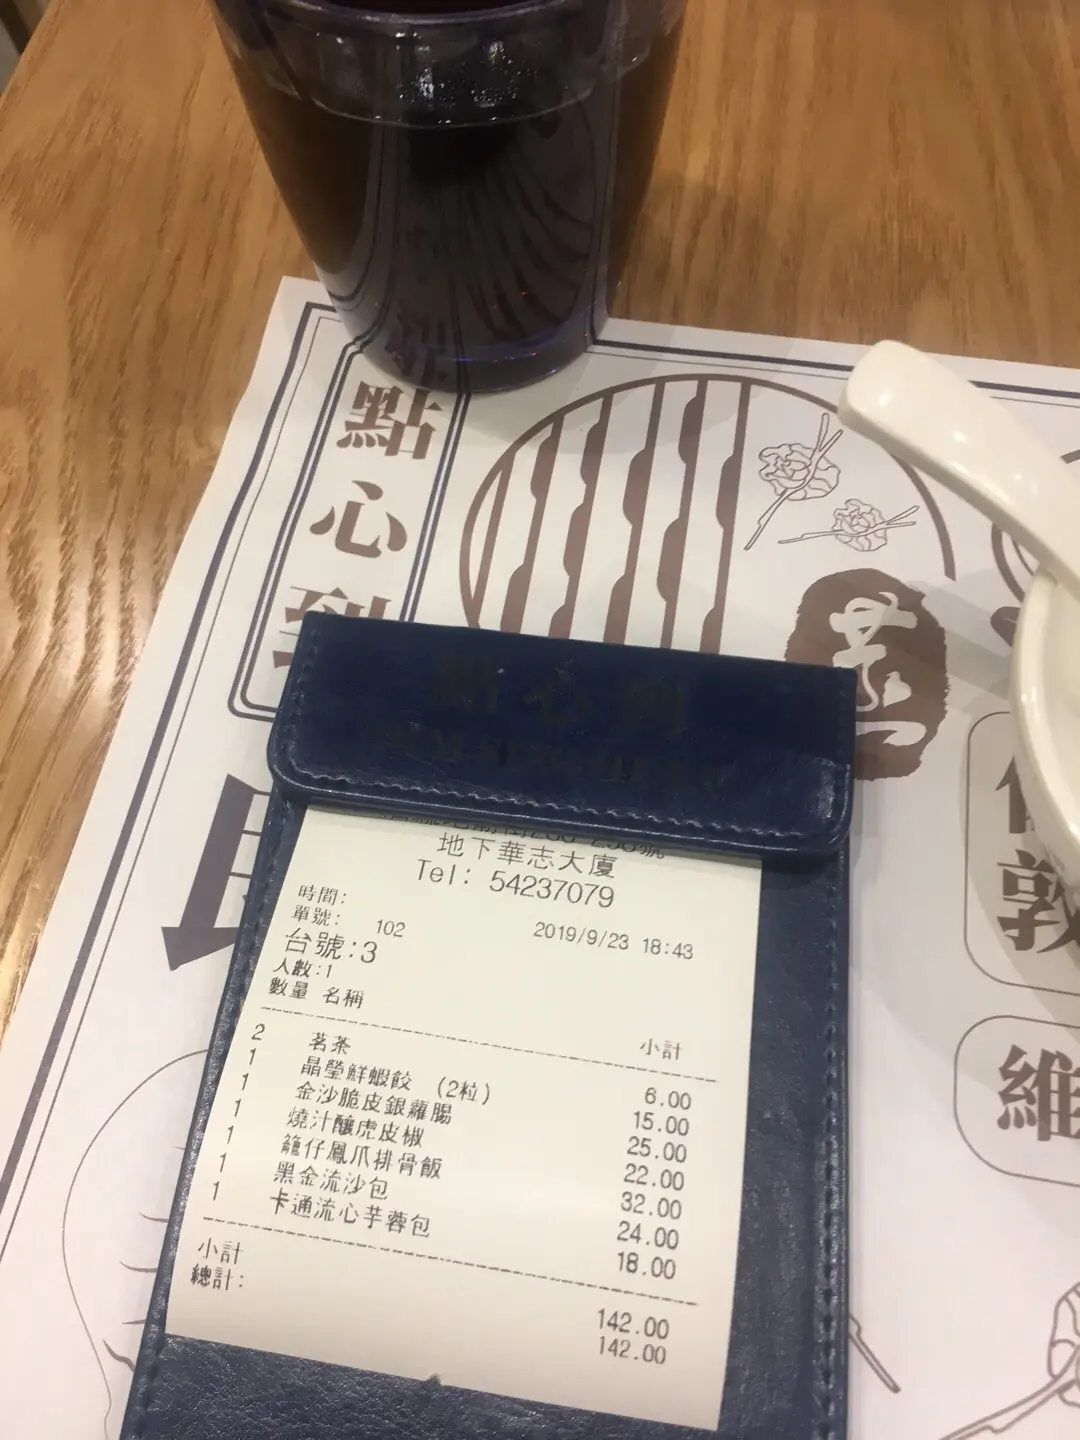 點
心
到
蒸
敦
維
點心到
地下華志大廈
Tel: 54237079
時間:
單號: 102 2019/9/23 18:43
台號:3
人數:1
數量 名稱 小計
2 茗茶 6.00
1 晶瑩鮮蝦餃 (2粒) 15.00
1 金沙脆皮銀蘿腸 25.00
1 燒汁釀虎皮椒 22.00
1 籠仔鳳爪排骨飯 32.00
1 黑金流沙包 24.00
1 卡通流心芋蓉包 18.00
小計 142.00
總計: 142.00